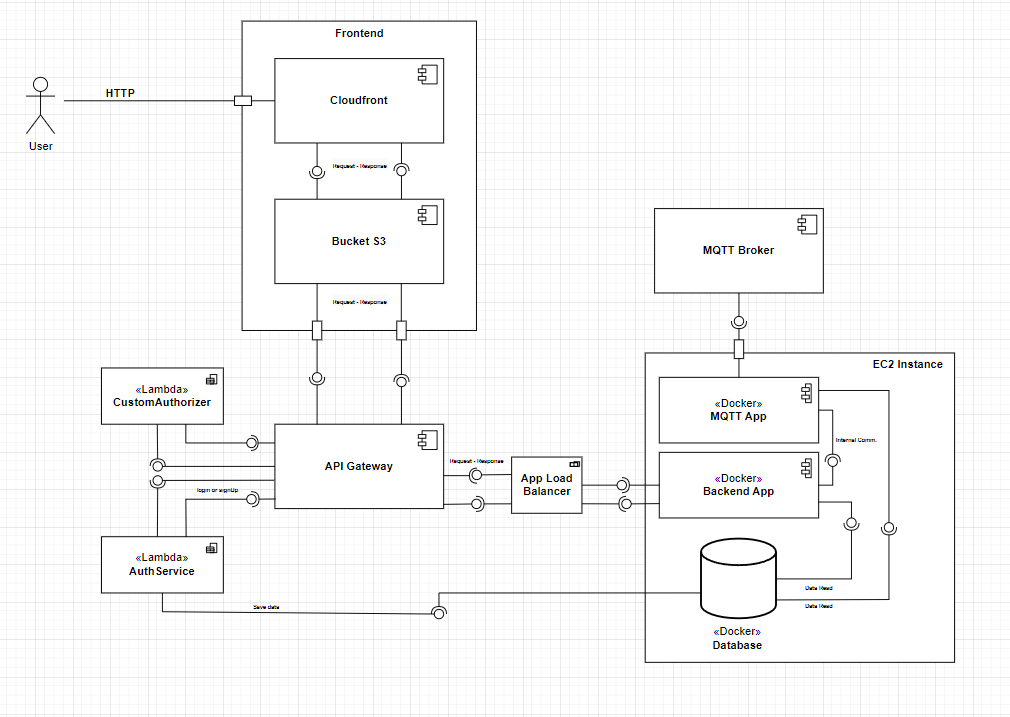 Frontend
Cloudfront
HTTP
User
Request - Response
Bucket S3
Request - Response
MQTT Broker
EC2 Instance
«Lambda»
CustomAuthorizer
«Docker»
MQTT App
Internal Comm.
API Gateway
Request - Response
App Load
Balancer
«Docker»
Backend App
login or signUp
«Lambda»
AuthService
Save data
Data Read
Data Read
«Docker»
Database